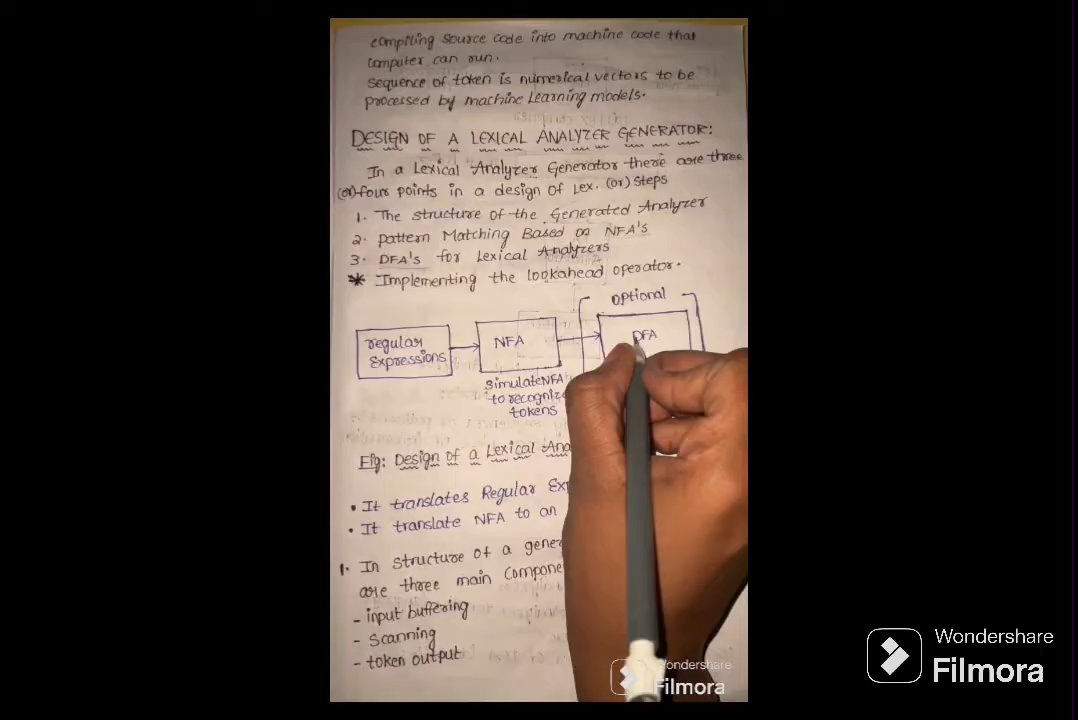 compiling source code into machine code that
computer can run.
sequence of token is numerical vectors to be
processed by machine Learning models.
DESIGN OF A LEXICAL ANALYZER GENERATOR:
In a Lexical Analyzer Generator there are three
(or) four points in a design of Lex. (or) Steps
1. The structure of the Generated Analyzer
2. pattern Matching Based on NFA's
3. DFA's for Lexical Analyzers
* Implementing the lookahead operator.
optional
regular
Expressions
NFA
DFA
simulate NFA
to recognize
tokens
Fig: Design of a Lexical Ana
• It translates Regular Exp
• It translate NFA to an
1. In structure of a gene
are three main compone
- input buffering
- Scanning
- token output
Wondershare
Filmora
Wondershare
Filmora